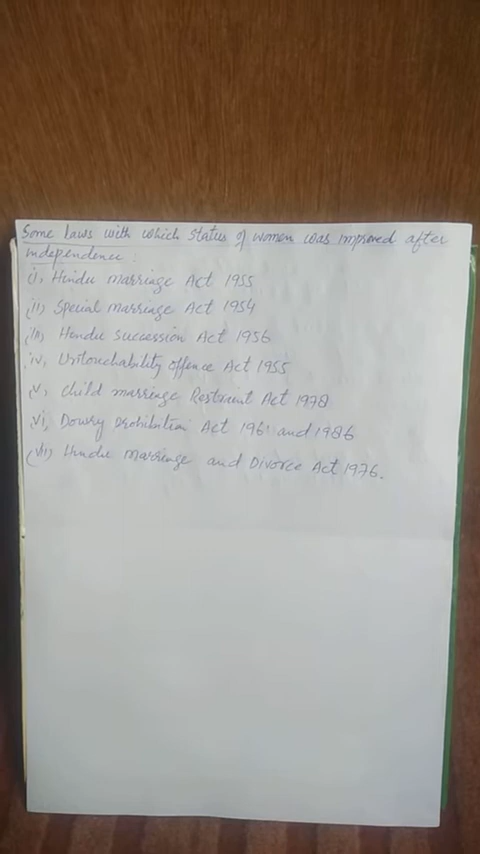 Some laws with which status of women was improved after
independence :
(i) Hindu marriage Act 1955
(ii) Special marriage Act 1954
(iii) Hindu succession Act 1956
(iv) Untouchability offence Act 1955
(v) Child marriage Restraint Act 1978
(vi) Dowry Prohibition Act 1961 and 1986
(vii) Hindu Marriage and Divorce Act 1976.